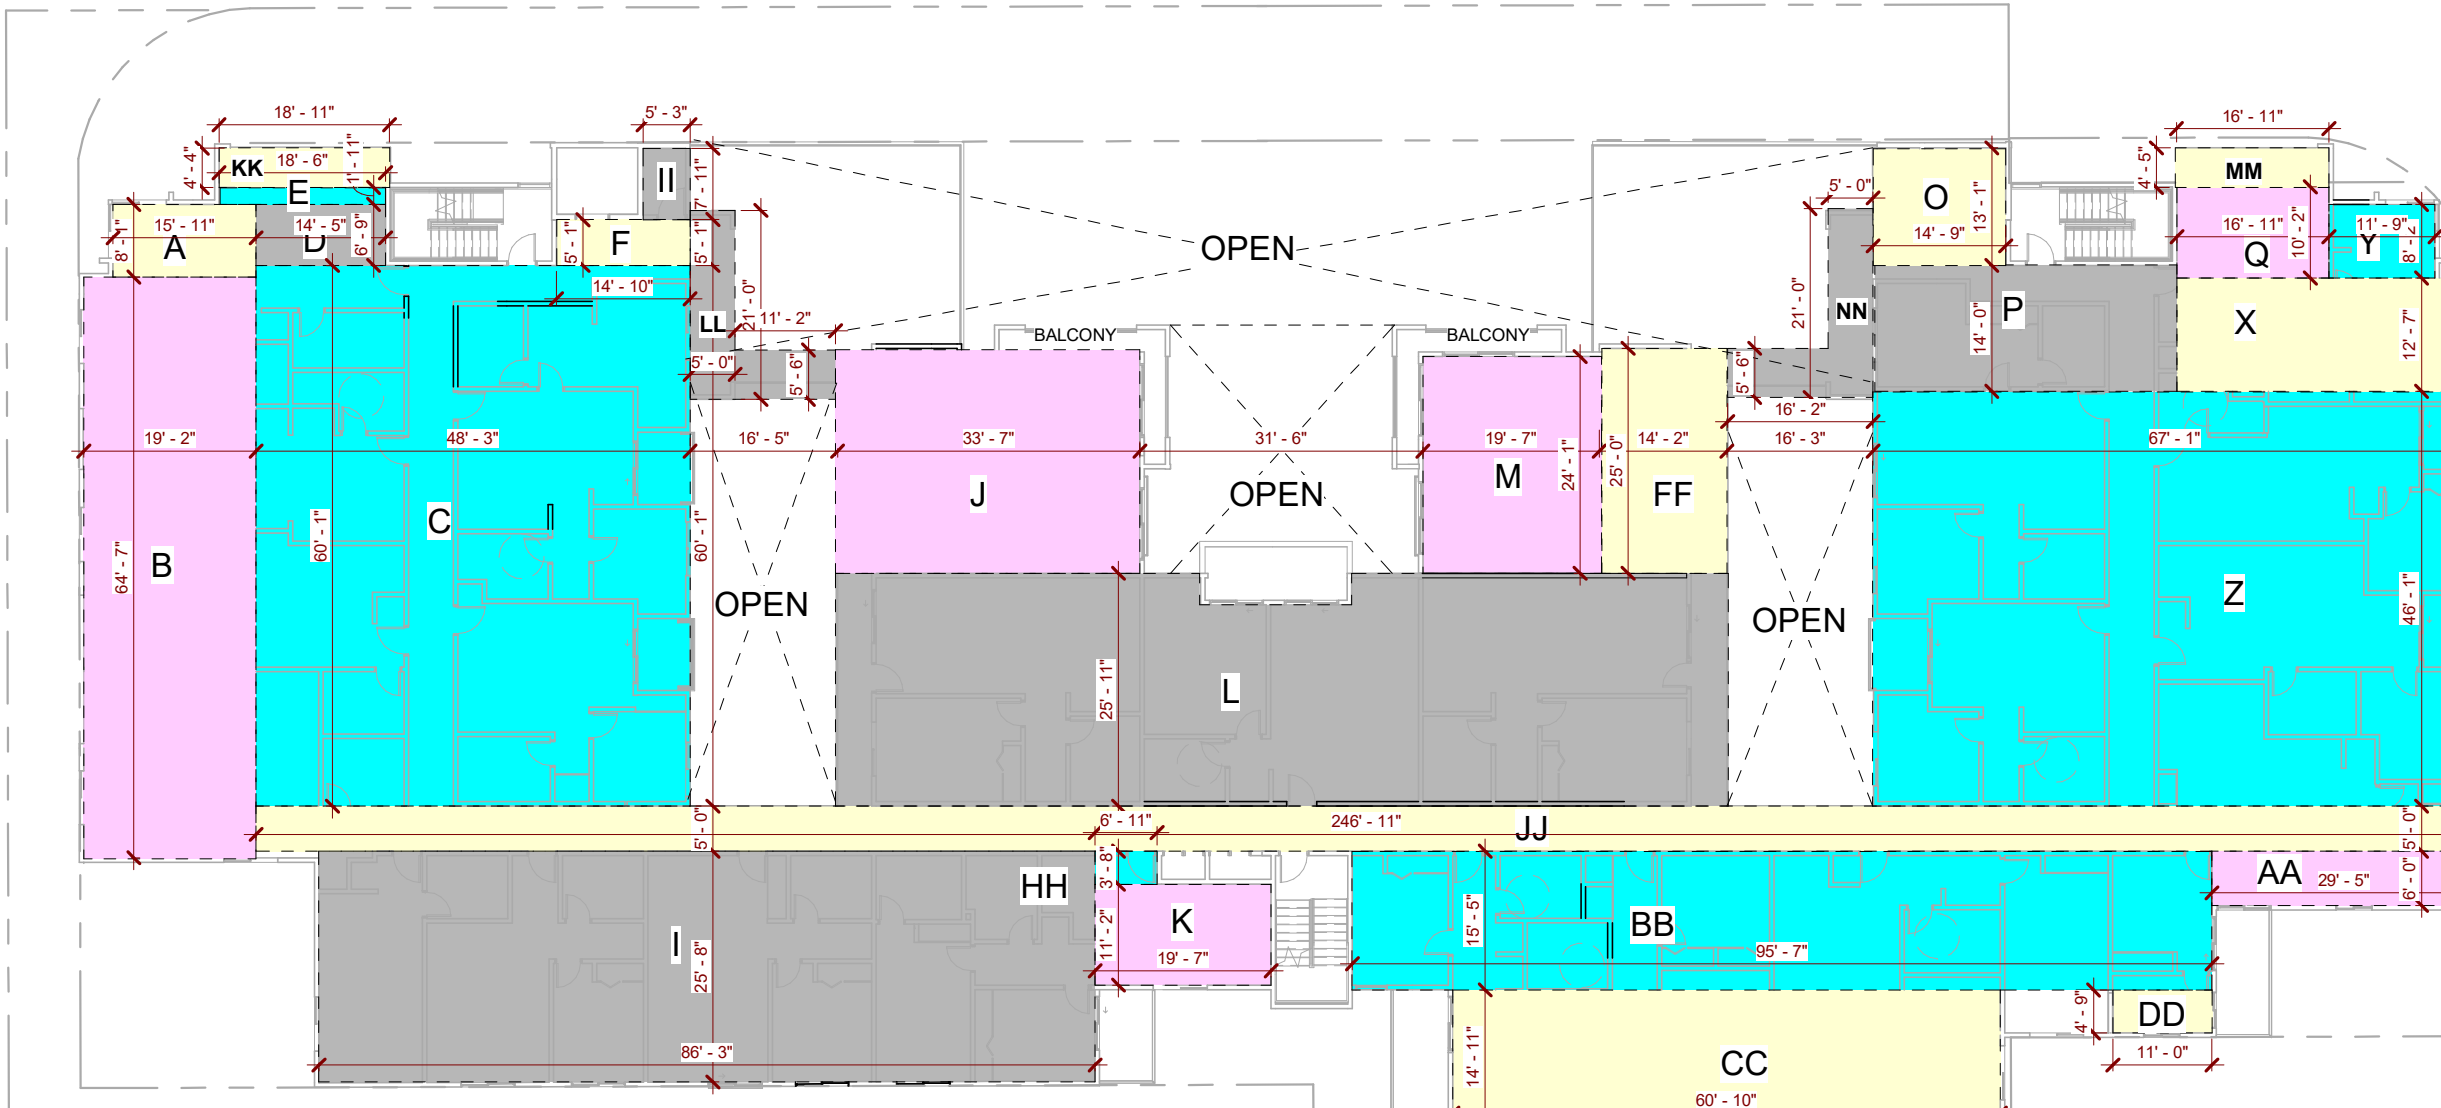 18' - 11"
5' - 3"
16' - 11"
4' - 4"
KK
18' - 6"
1' - 11"
II
7' - 11"
4' - 5"
MM
E
5' - 0"
O
13' - 1"
15' - 11"
14' - 5"
8' - 1"
A
D
6' - 9"
5' - 1"
F
5' - 1"
OPEN
14' - 9"
16' - 11"
11' - 9"
Q
10' - 2"
Y
8' - 2"
14' - 10"
21' - 0"
LL
11' - 2"
BALCONY
BALCONY
21' - 0"
NN
14' - 0"
P
X
12' - 7"
5' - 0"
5' - 6"
5' - 6"
16' - 2"
19' - 2"
48' - 3"
16' - 5"
33' - 7"
31' - 6"
19' - 7"
14' - 2"
16' - 3"
67' - 1"
24' - 1"
25' - 0"
J
OPEN
M
FF
C
60' - 1"
60' - 1"
B
64' - 7"
OPEN
OPEN
Z
46' - 1"
L
25' - 11"
5' - 0"
6' - 11"
246' - 11"
JJ
5' - 0"
3' - 8"
HH
AA
29' - 5"
6' - 0"
K
11' - 2"
19' - 7"
I
25' - 8"
15' - 5"
BB
95' - 7"
4' - 9"
DD
86' - 3"
14' - 11"
CC
11' - 0"
60' - 10"